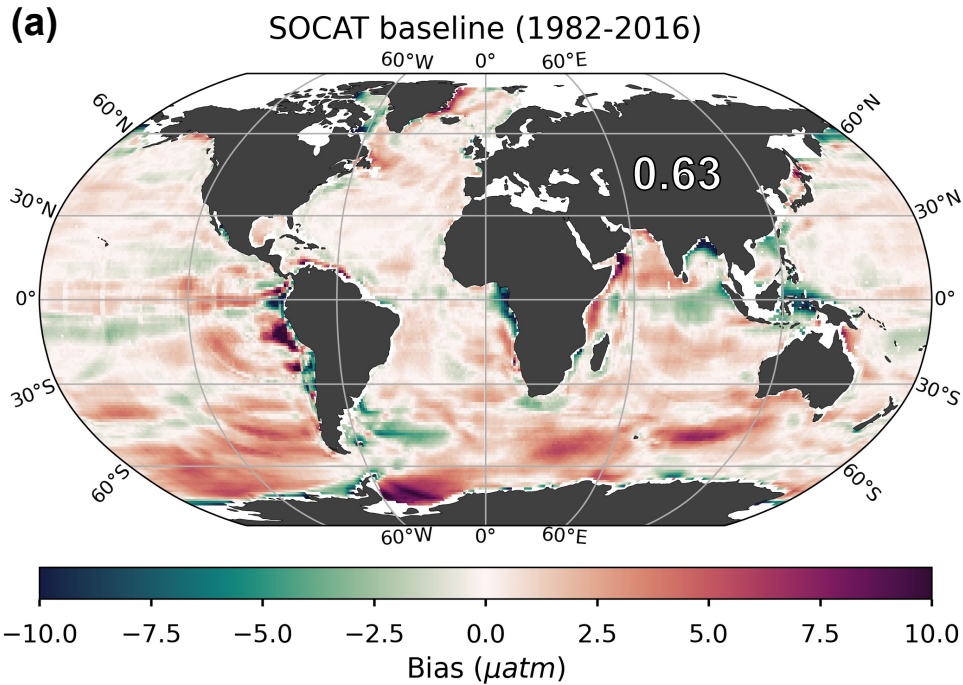 (a)
SOCAT baseline (1982-2016)
60°W 0° 60°E
60°N 60°N
0.63
30°N 30°N
0° 0°
30°S 30°S
60°S 60°S
60°W 0° 60°E
−10.0 −7.5 −5.0 −2.5 0.0 2.5 5.0 7.5 10.0
Bias (μatm)